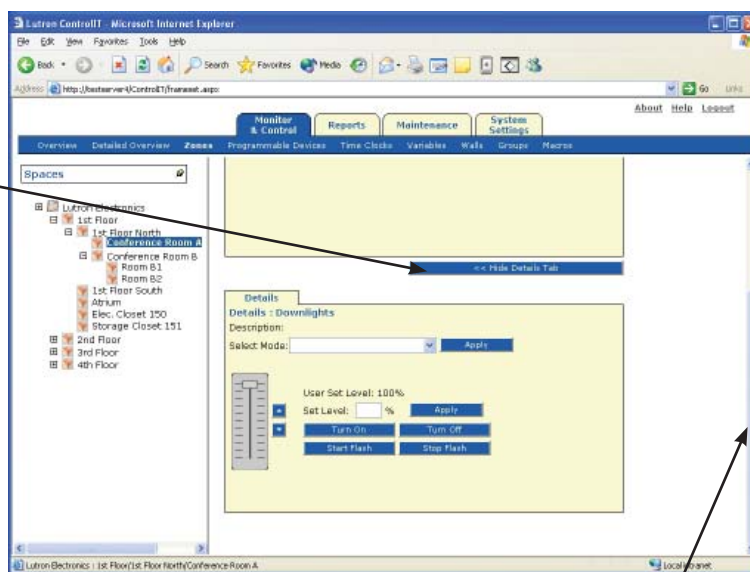 Lutron ControlIT - Microsoft Internet Explorer
File Edit View Favorites Tools Help
Back Search Favorites Media
Address http://testserver4/ControlIT/frameset.aspx Go Links
About Help Logout
Monitor & Control Reports Maintenance System Settings
Overview Detailed Overview Zones Programmable Devices Time Clocks Variables Walls Groups Macros
Spaces
Lutron Electronics
1st Floor
1st Floor North
Conference Room A
Conference Room B
Room B1
Room B2
1st Floor South
Atrium
Elec. Closet 150
Storage Closet 151
2nd Floor
3rd Floor
4th Floor
<< Hide Details Tab
Details
Details : Downlights
Description:
Select Mode: Apply
User Set Level: 100%
Set Level: % Apply
Turn On Turn Off
Start Flash Stop Flash
Lutron Electronics : 1st Floor/1st Floor North/Conference Room A
Local intranet